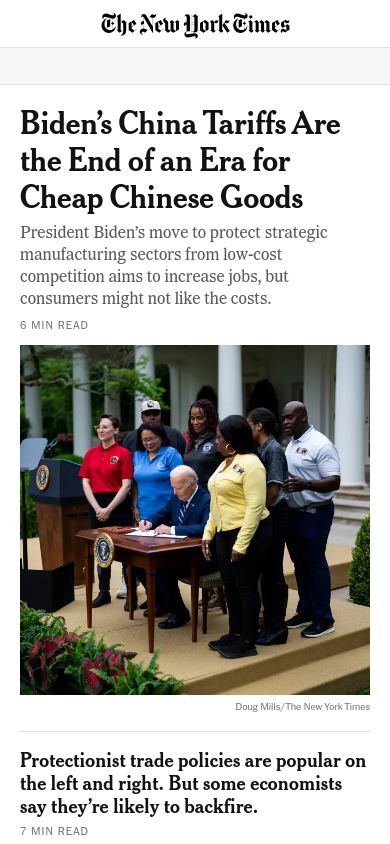 The New York Times
Biden’s China Tariffs Are
the End of an Era for
Cheap Chinese Goods
President Biden’s move to protect strategic
manufacturing sectors from low-cost
competition aims to increase jobs, but
consumers might not like the costs.
6 MIN READ
Doug Mills/The New York Times
Protectionist trade policies are popular on
the left and right. But some economists
say they’re likely to backfire.
7 MIN READ